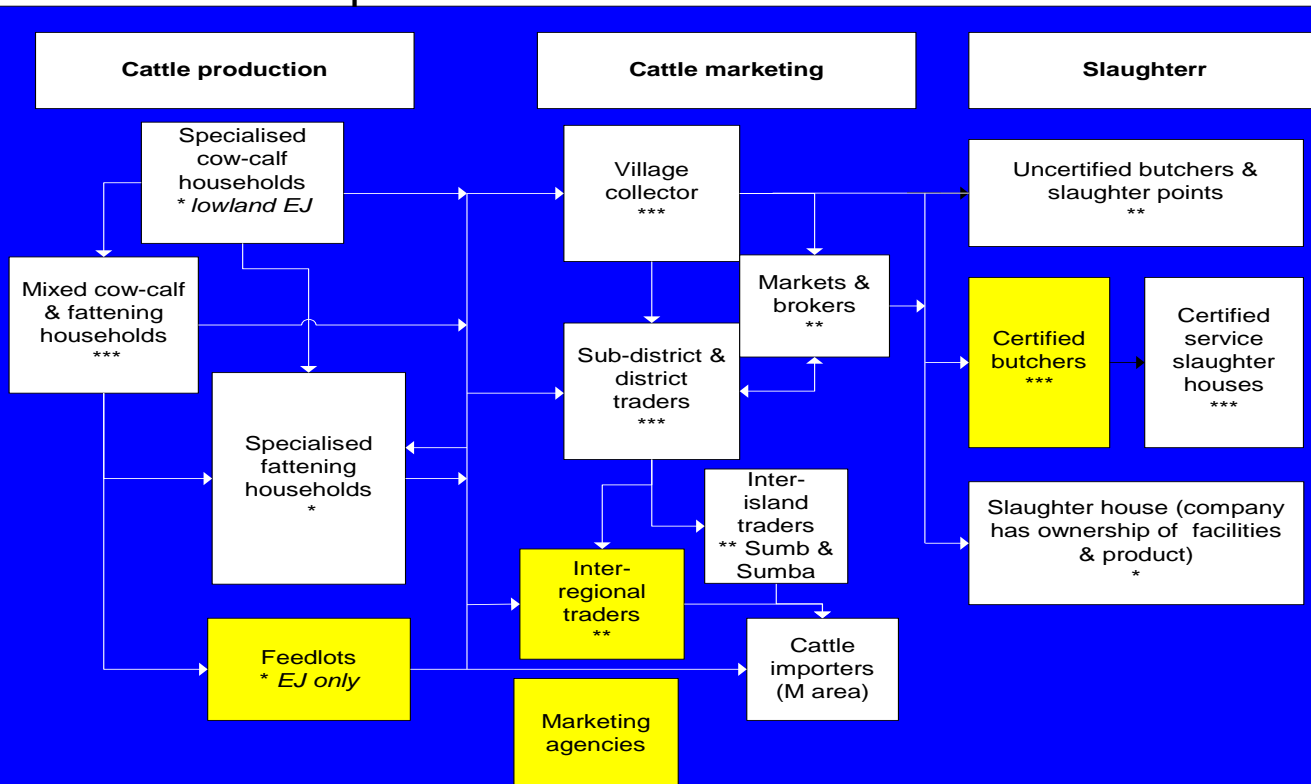 Cattle production
Cattle marketing
Slaughterr
Specialised
cow-calf
households
* lowland EJ
Mixed cow-calf
& fattening
households
***
Specialised
fattening
households
*
Feedlots
* EJ only
Village
collector
***
Markets &
brokers
**
Sub-district &
district
traders
***
Inter-
island
traders
** Sumb &
Sumba
Inter-
regional
traders
**
Cattle
importers
(M area)
Marketing
agencies
Uncertified butchers &
slaughter points
**
Certified
butchers
***
Certified
service
slaughter
houses
***
Slaughter house (company
has ownership of  facilities
& product)
*